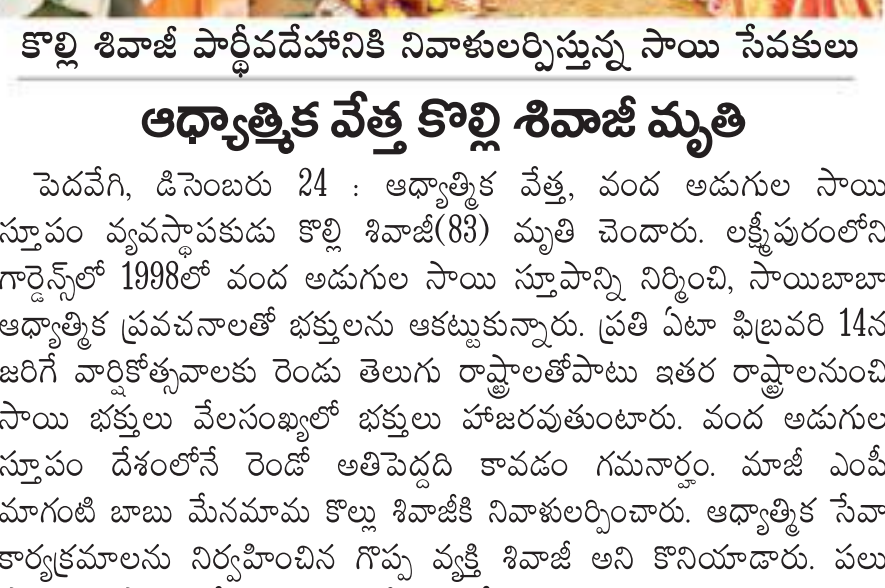 కొల్లి శివాజీ పార్థీవదేహానికి నివాళులర్పిస్తున్న సాయి సేవకులు
ఆధ్యాత్మిక వేత్త కొల్లి శివాజీ మృతి
పెదవేగి, డిసెంబరు 24 : ఆధ్యాత్మిక వేత్త, వంద అడుగుల సాయి
స్తూపం వ్యవస్థాపకుడు కొల్లి శివాజీ(83) మృతి చెందారు. లక్ష్మీపురంలోని
గార్డెన్స్‌లో 1998లో వంద అడుగుల సాయి స్తూపాన్ని నిర్మించి, సాయిబాబా
ఆధ్యాత్మిక ప్రవచనాలతో భక్తులను ఆకట్టుకున్నారు. ప్రతి ఏటా ఫిబ్రవరి 14న
జరిగే వార్షికోత్సవాలకు రెండు తెలుగు రాష్ట్రాలతోపాటు ఇతర రాష్ట్రాలనుంచి
సాయి భక్తులు వేలసంఖ్యలో భక్తులు హాజరవుతుంటారు. వంద అడుగుల
స్తూపం దేశంలోనే రెండో అతిపెద్దది కావడం గమనార్హం. మాజీ ఎంపీ
మాగంటి బాబు మేనమామ కొల్లు శివాజీకి నివాళులర్పించారు. ఆధ్యాత్మిక సేవా
కార్యక్రమాలను నిర్వహించిన గొప్ప వ్యక్తి శివాజీ అని కొనియాడారు. పలు